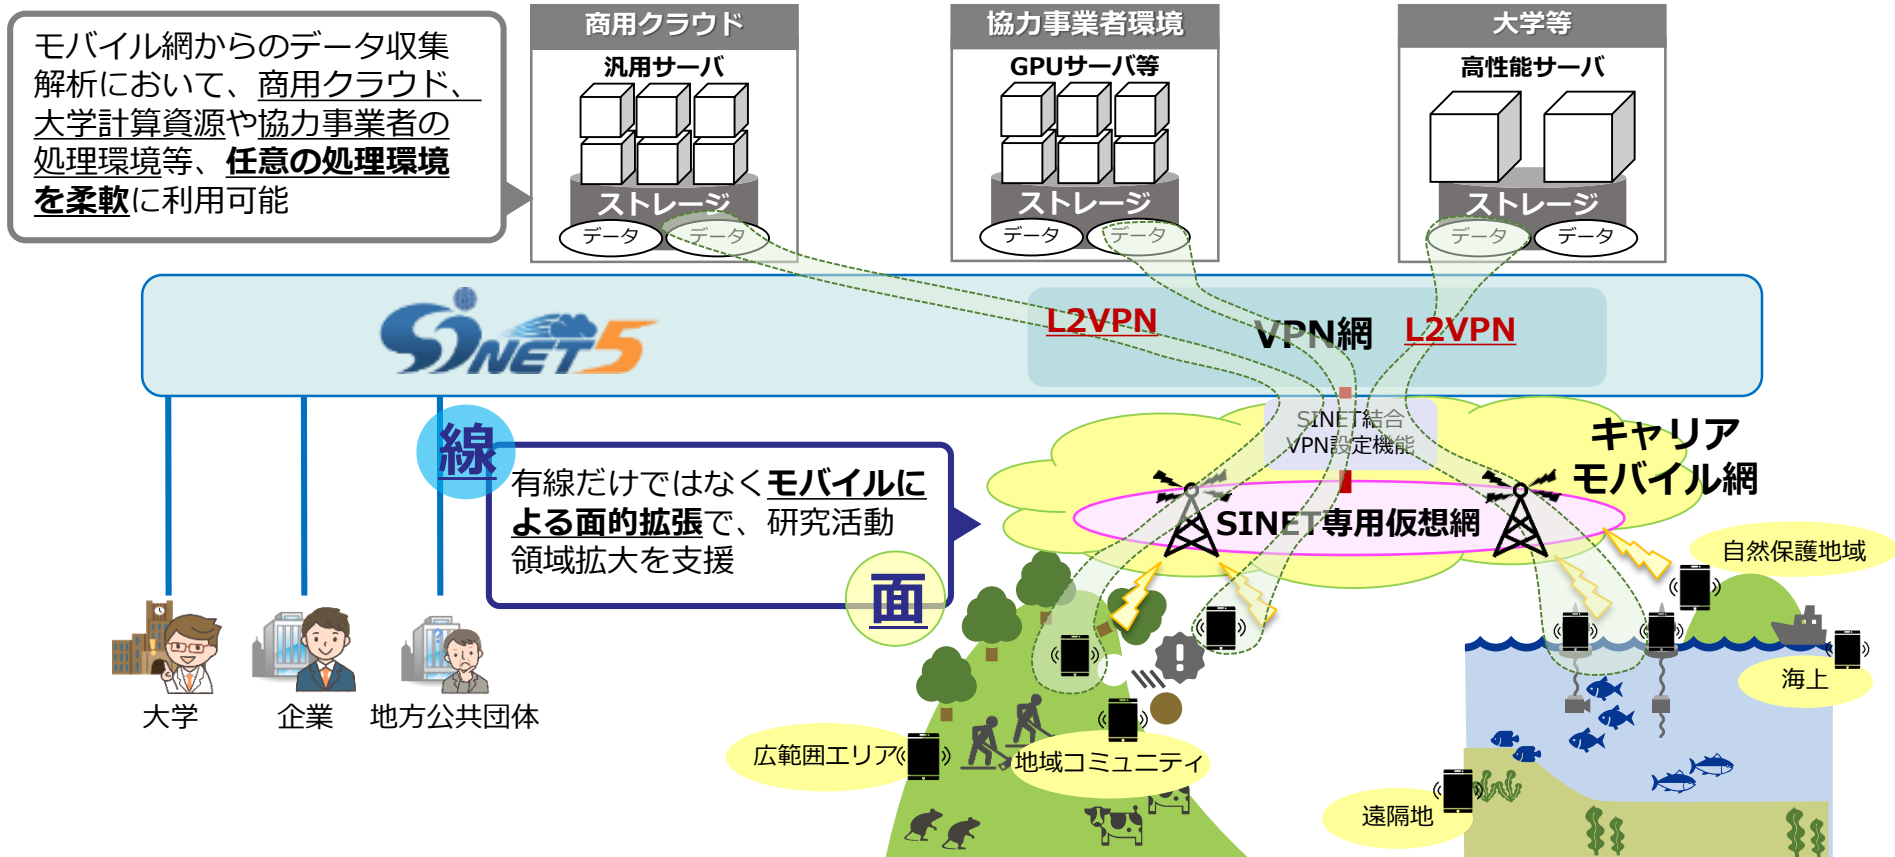 モバイル網からのデータ収集
解析において、商用クラウド、
大学計算資源や協力事業者の
処理環境等、任意の処理環境
を柔軟に利用可能
商用クラウド
汎用サーバ
ストレージ
データ
データ
協力事業者環境
GPUサーバ等
ストレージ
データ
データ
大学等
高性能サーバ
ストレージ
データ
データ
SINET5
L2VPN
VPN網
L2VPN
SINET結合
VPN設定機能
キャリア
モバイル網
SINET専用仮想網
線
有線だけではなくモバイルに
よる面的拡張で、研究活動
領域拡大を支援
面
大学
企業
地方公共団体
自然保護地域
海上
広範囲エリア
地域コミュニティ
遠隔地